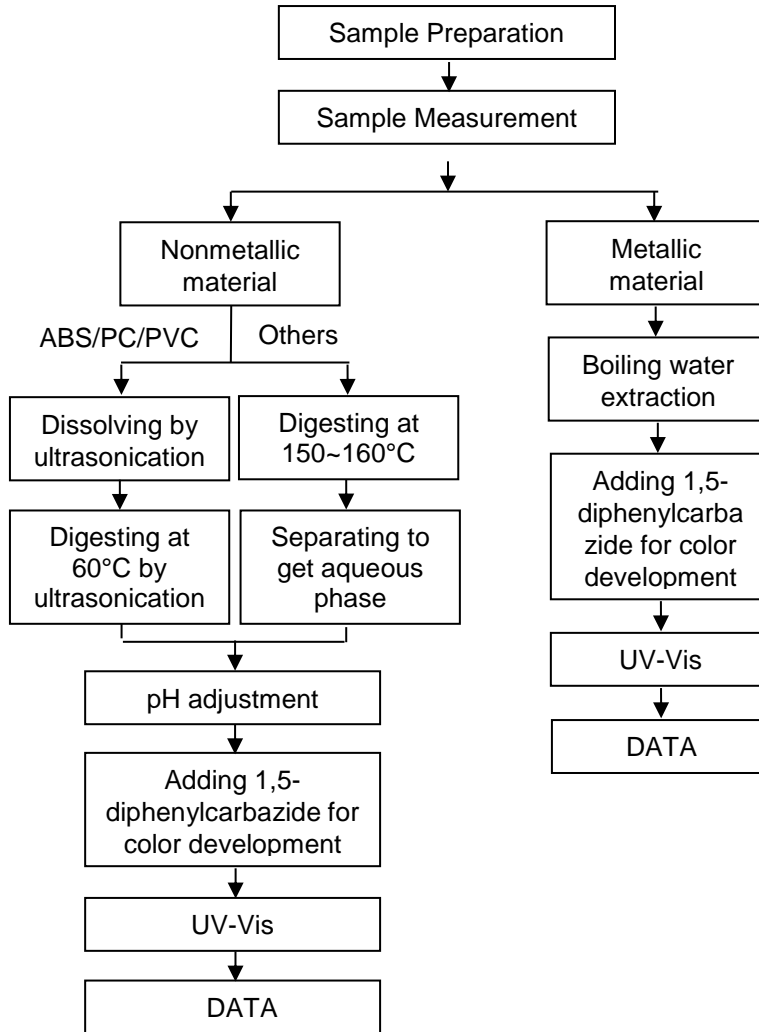 Sample Preparation
Sample Measurement
Nonmetallic
material
ABS/PC/PVC
Others
Dissolving by
ultrasonication
Digesting at
150~160°C
Digesting at
60°C by
ultrasonication
Separating to
get aqueous
phase
pH adjustment
Adding 1,5-
diphenylcarbazide for
color development
UV-Vis
DATA
Metallic
material
Boiling water
extraction
Adding 1,5-
diphenylcarba
zide for color
development
UV-Vis
DATA